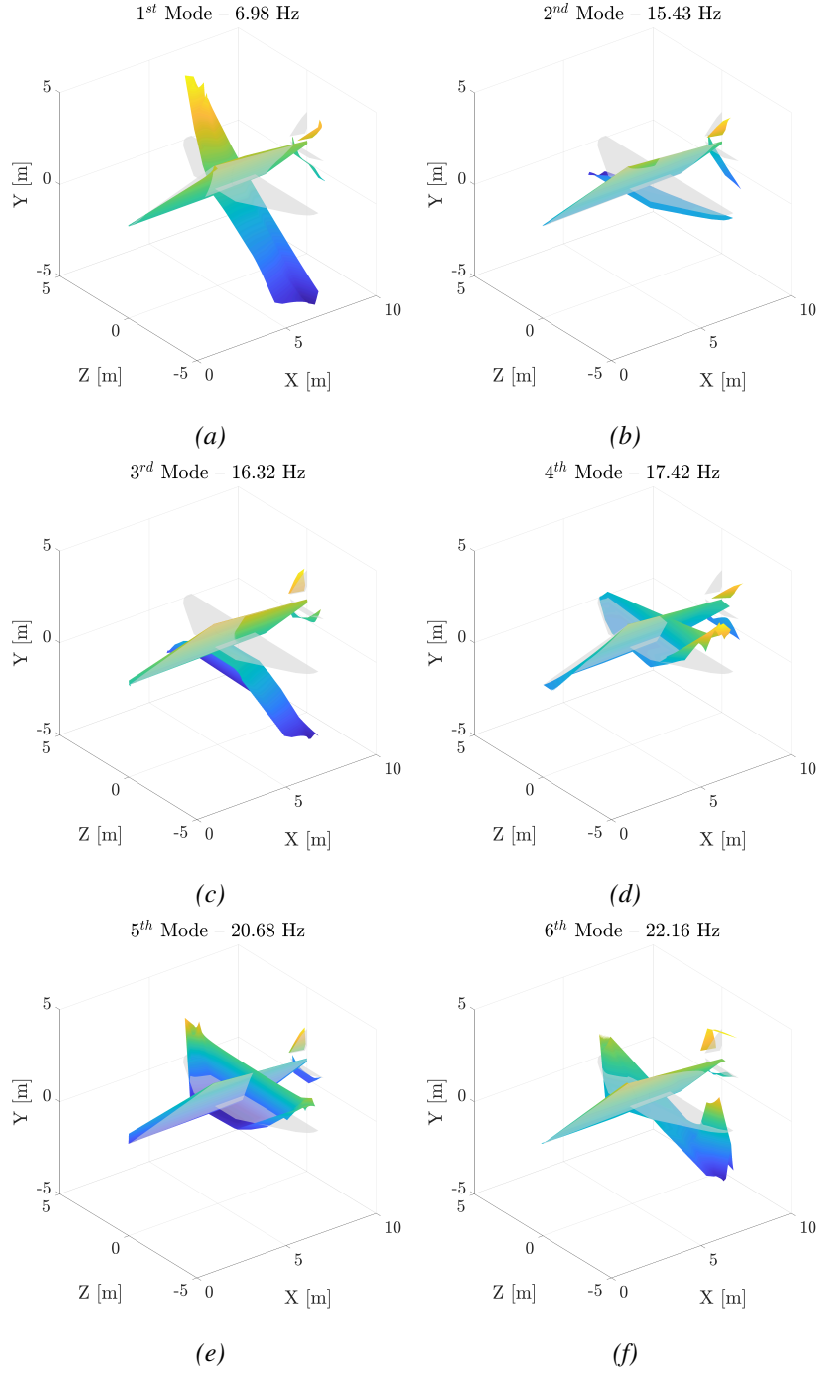 1st Mode – 6.98 Hz
2nd Mode – 15.43 Hz
5
5
Y [m]
0
Y [m]
0
-5
-5
5
10
5
10
0
5
0
5
Z [m]
-5
0
X [m]
Z [m]
-5
0
X [m]
(a)
(b)
3rd Mode – 16.32 Hz
4th Mode – 17.42 Hz
5
5
Y [m]
0
Y [m]
0
-5
-5
5
10
5
10
0
5
0
5
Z [m]
-5
0
X [m]
Z [m]
-5
0
X [m]
(c)
(d)
5th Mode – 20.68 Hz
6th Mode – 22.16 Hz
5
5
Y [m]
0
Y [m]
0
-5
-5
5
10
5
10
0
5
0
5
Z [m]
-5
0
X [m]
Z [m]
-5
0
X [m]
(e)
(f)